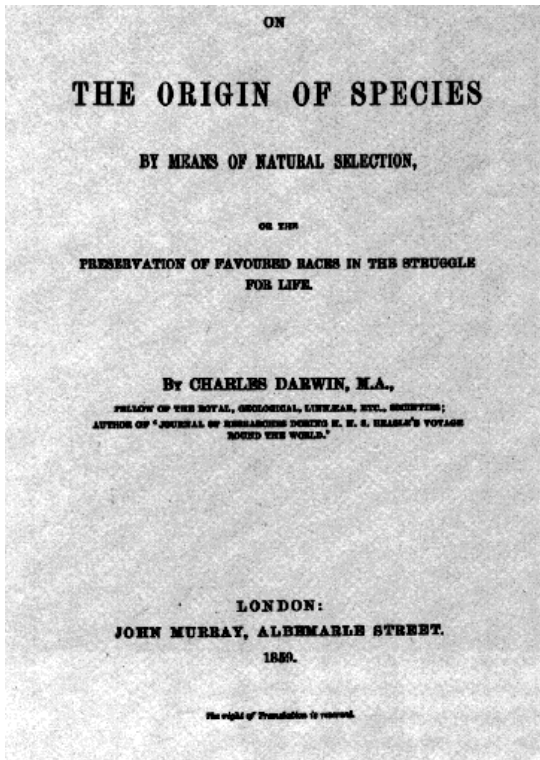 ON
THE ORIGIN OF SPECIES
BY MEANS OF NATURAL SELECTION,
OR THE
PRESERVATION OF FAVOURED RACES IN THE STRUGGLE
FOR LIFE.
BY CHARLES DARWIN, M.A.,
FELLOW OF THE ROYAL, GEOLOGICAL, LINNÆAN, ETC., SOCIETIES;
AUTHOR OF 'JOURNAL OF RESEARCHES DURING H. M. S. BEAGLE'S VOYAGE
ROUND THE WORLD.'
LONDON:
JOHN MURRAY, ALBEMARLE STREET.
1859.
The right of Translation is reserved.